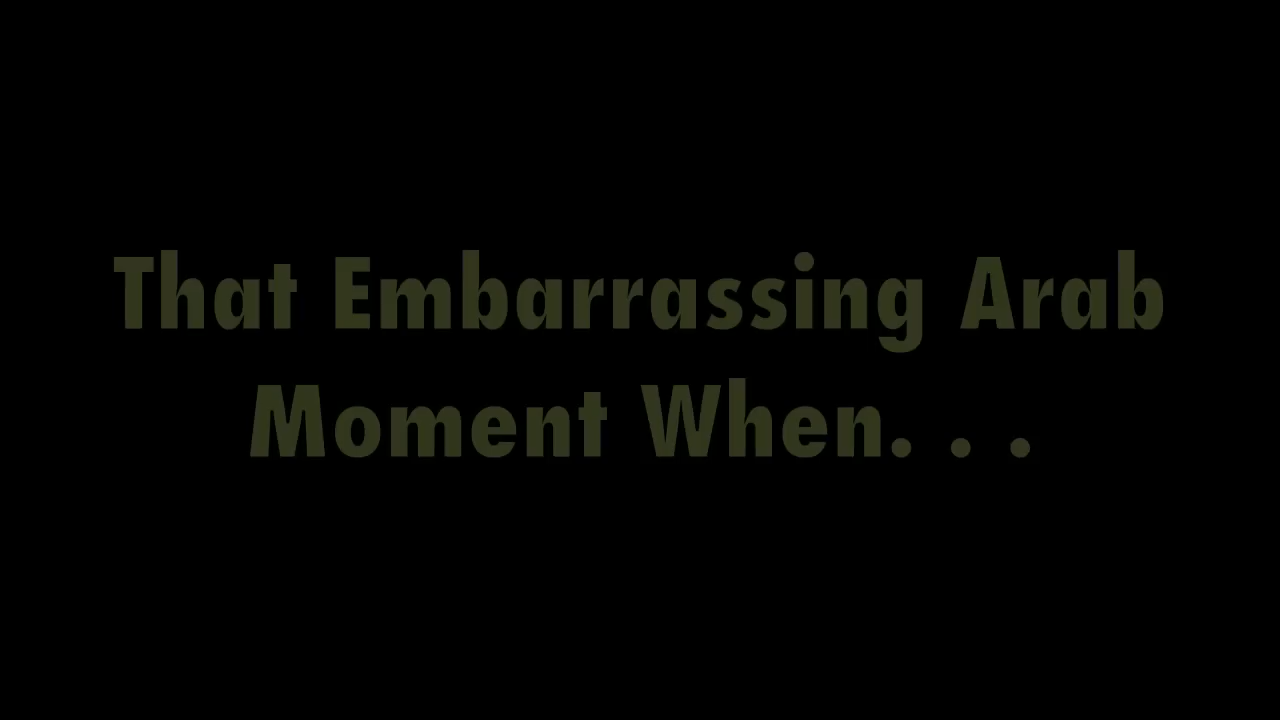 That Embarrassing Arab
Moment When. . .